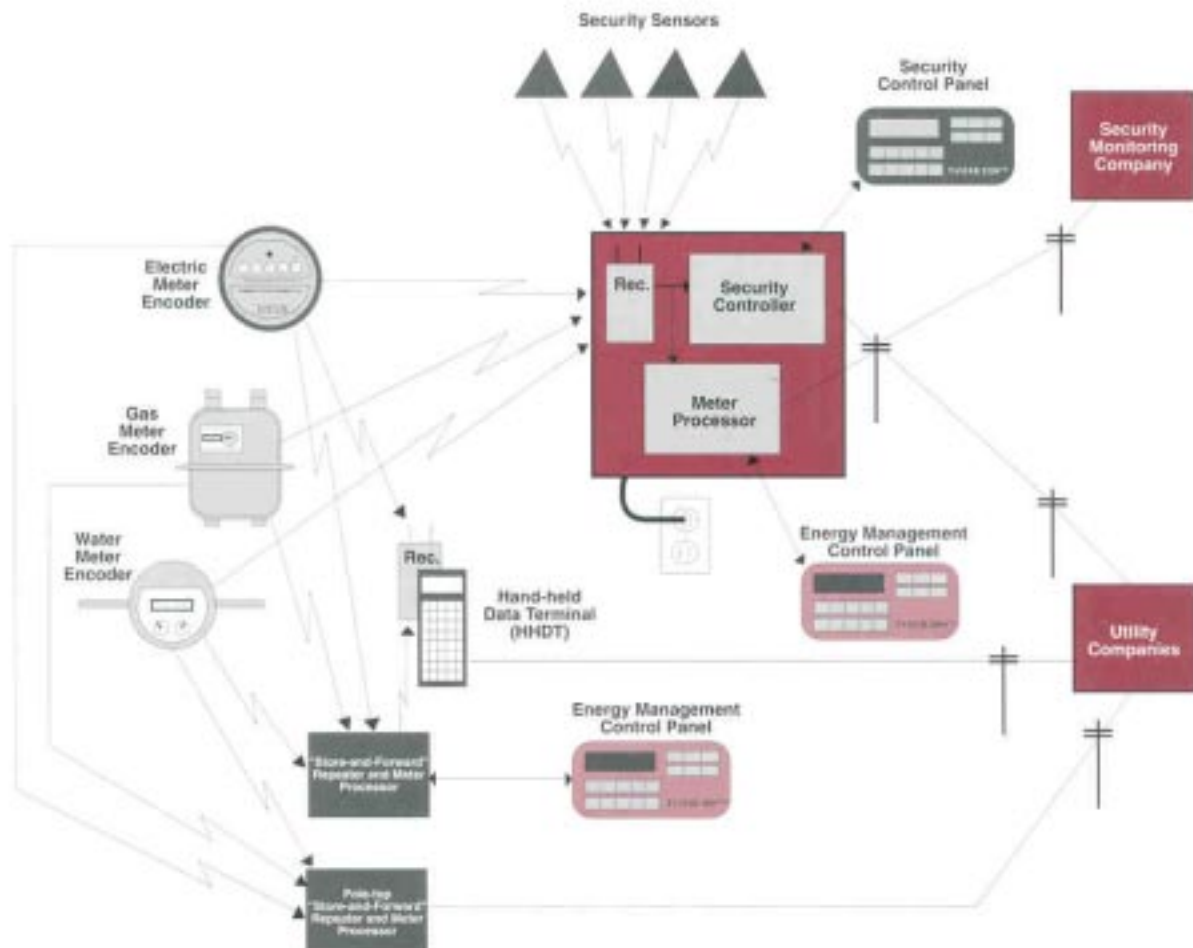 Security Sensors
Security
Control Panel
Security
Monitoring
Company
Electric
Meter
Encoder
Rec.
Security
Controller
Gas
Meter
Encoder
Meter
Processor
Water
Meter
Encoder
Rec.
Hand-held
Data Terminal
(HHDT)
Energy Management
Control Panel
Utility
Companies
Energy Management
Control Panel
"Store-and-Forward"
Repeater and Meter
Processor
Pole-top
"Store-and-Forward"
Repeater and Meter
Processor